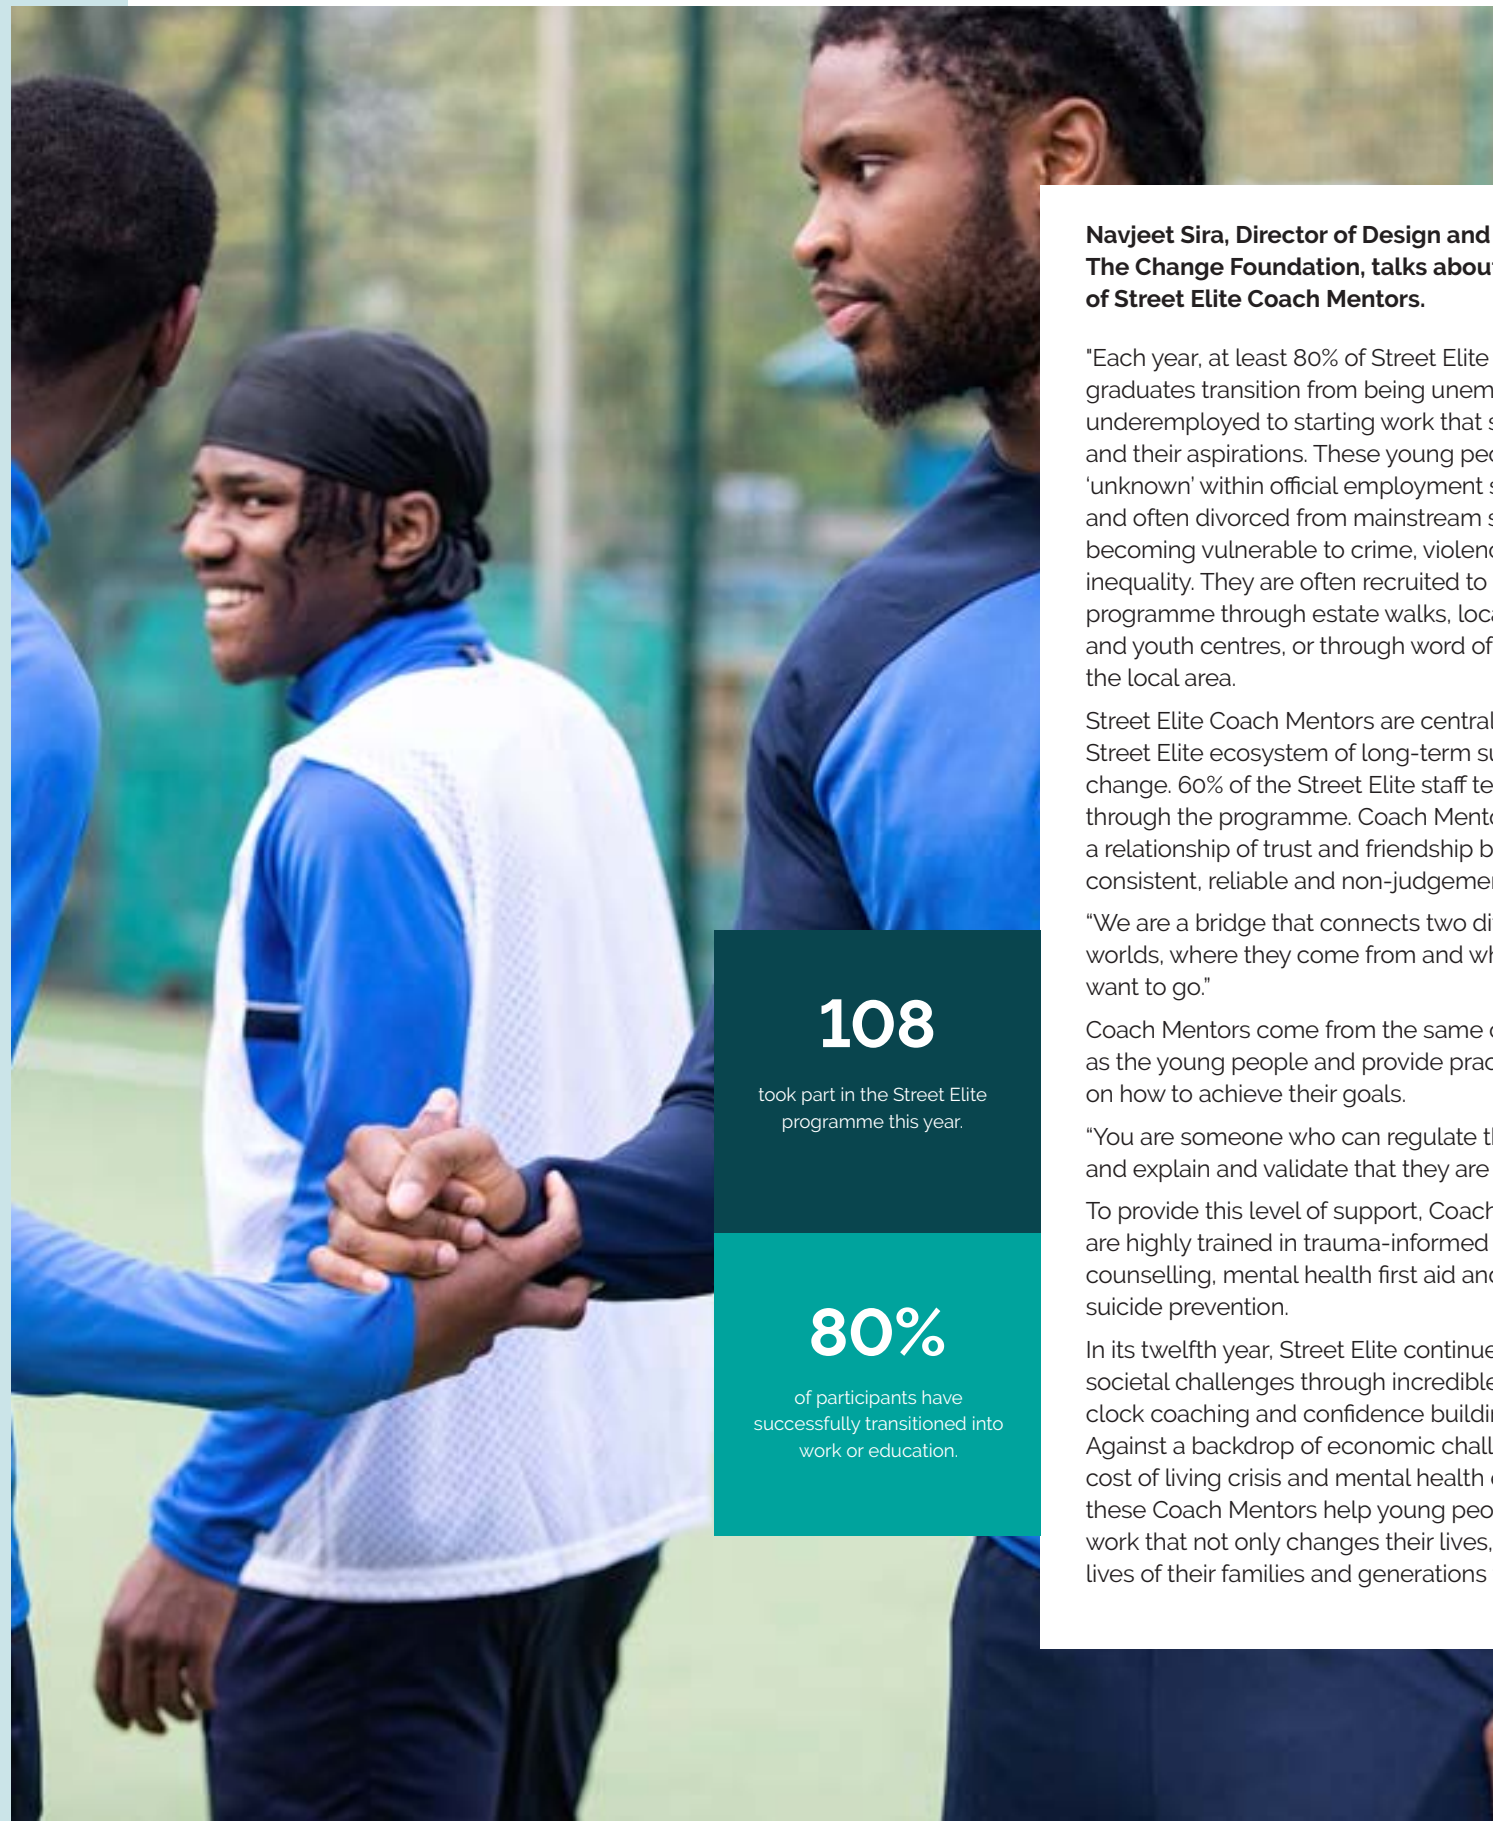 Navjeet Sira, Director of Design and
The Change Foundation, talks about
of Street Elite Coach Mentors.
"Each year, at least 80% of Street Elite
graduates transition from being unem
underemployed to starting work that s
and their aspirations. These young peo
‘unknown’ within official employment s
and often divorced from mainstream s
becoming vulnerable to crime, violenc
inequality. They are often recruited to
programme through estate walks, loca
and youth centres, or through word of
the local area.
Street Elite Coach Mentors are central
Street Elite ecosystem of long-term su
change. 60% of the Street Elite staff te
through the programme. Coach Mento
a relationship of trust and friendship b
consistent, reliable and non-judgemen
“We are a bridge that connects two di
worlds, where they come from and wh
want to go.”
Coach Mentors come from the same c
as the young people and provide prac
on how to achieve their goals.
“You are someone who can regulate th
and explain and validate that they are
To provide this level of support, Coach
are highly trained in trauma-informed
counselling, mental health first aid and
suicide prevention.
In its twelfth year, Street Elite continue
societal challenges through incredible
clock coaching and confidence buildin
Against a backdrop of economic chall
cost of living crisis and mental health c
these Coach Mentors help young peo
work that not only changes their lives,
lives of their families and generations
108
took part in the Street Elite
programme this year.
80%
of participants have
successfully transitioned into
work or education.